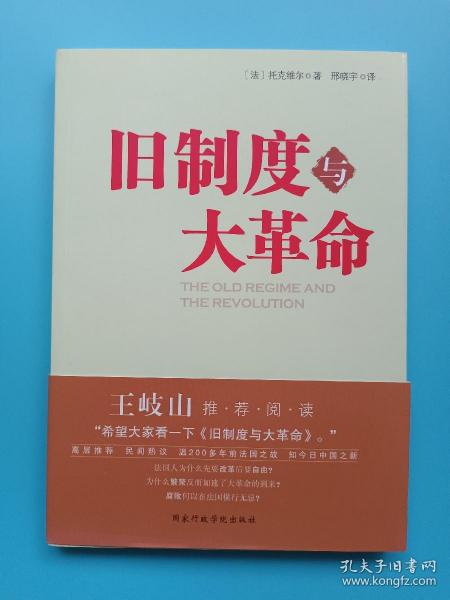 [法]托克维尔○著 邢晓宇○译
旧制度与
大革命
THE OLD REGIME AND
THE REVOLUTION
王岐山 推·荐·阅·读
“希望大家看一下《旧制度与大革命》。”
高层推荐 民间热议 温200多年前法国之故 知今日中国之新
法国人为什么先要改革后要自由？
为什么繁荣反而加速了大革命的到来？
腐败何以在法国横行无忌？
国家行政学院出版社
孔夫子旧书网
www.kongfz.com